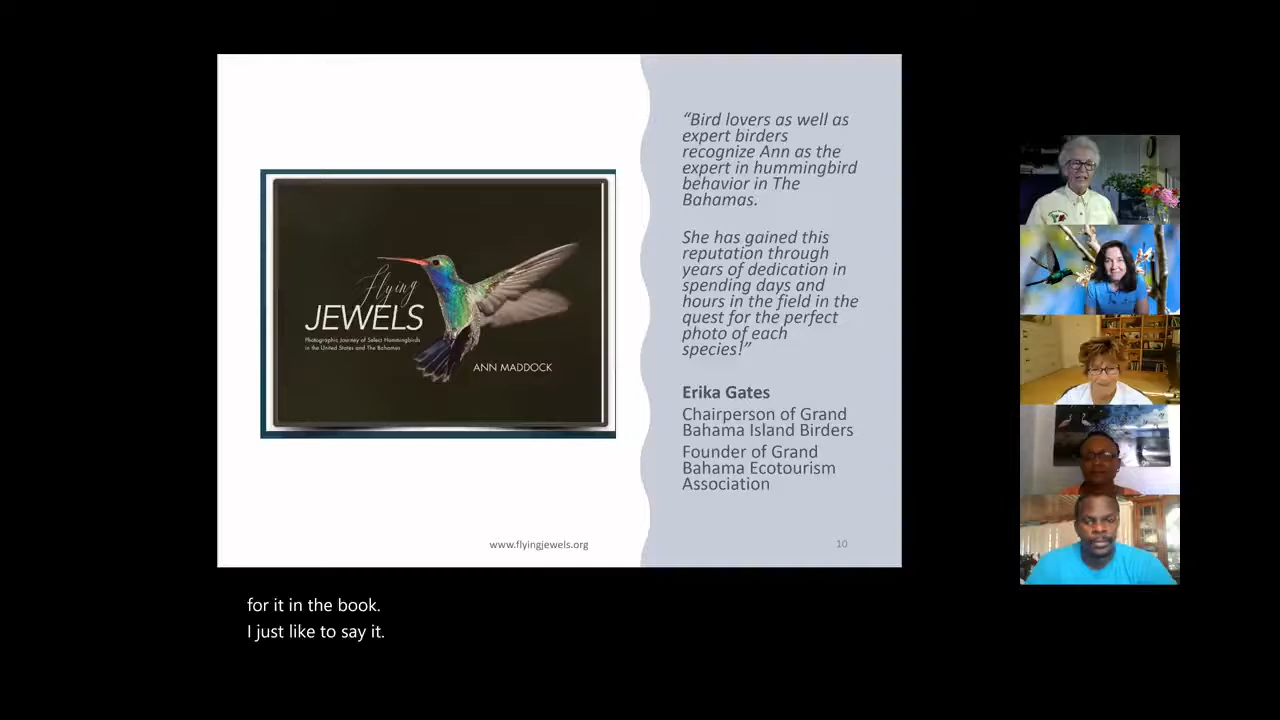 flying
JEWELS
Photographic Journey of Select Hummingbirds
in the United States and The Bahamas
ANN MADDOCK
“Bird lovers as well as
expert birders
recognize Ann as the
expert in hummingbird
behavior in The
Bahamas.
She has gained this
reputation through
years of dedication in
spending days and
hours in the field in the
quest for the perfect
photo of each
species!”
Erika Gates
Chairperson of Grand
Bahama Island Birders
Founder of Grand
Bahama Ecotourism
Association
www.flyingjewels.org
10
for it in the book.
I just like to say it.